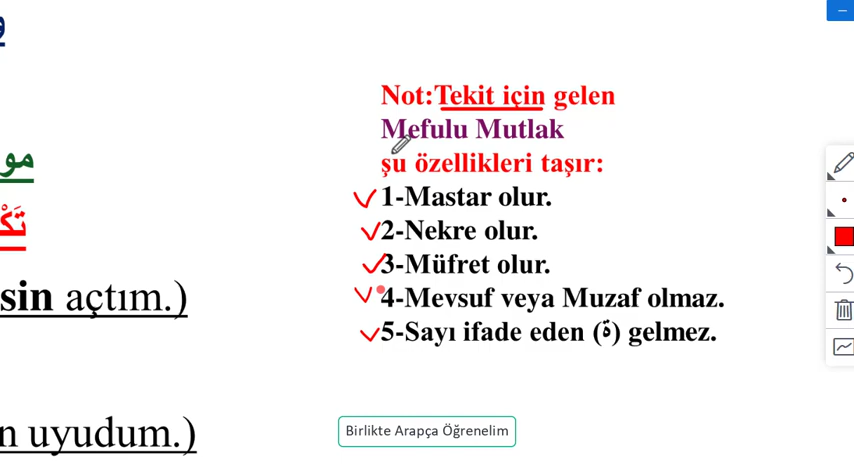 Not:Tekit için gelen
Mefulu Mutlak
şu özellikleri taşır:
1-Mastar olur.
2-Nekre olur.
3-Müfret olur.
4-Mevsuf veya Muzaf olmaz.
5-Sayı ifade eden (ةً) gelmez.
sin açtım.)
n uyudum.)
Birlikte Arapça Öğrenelim